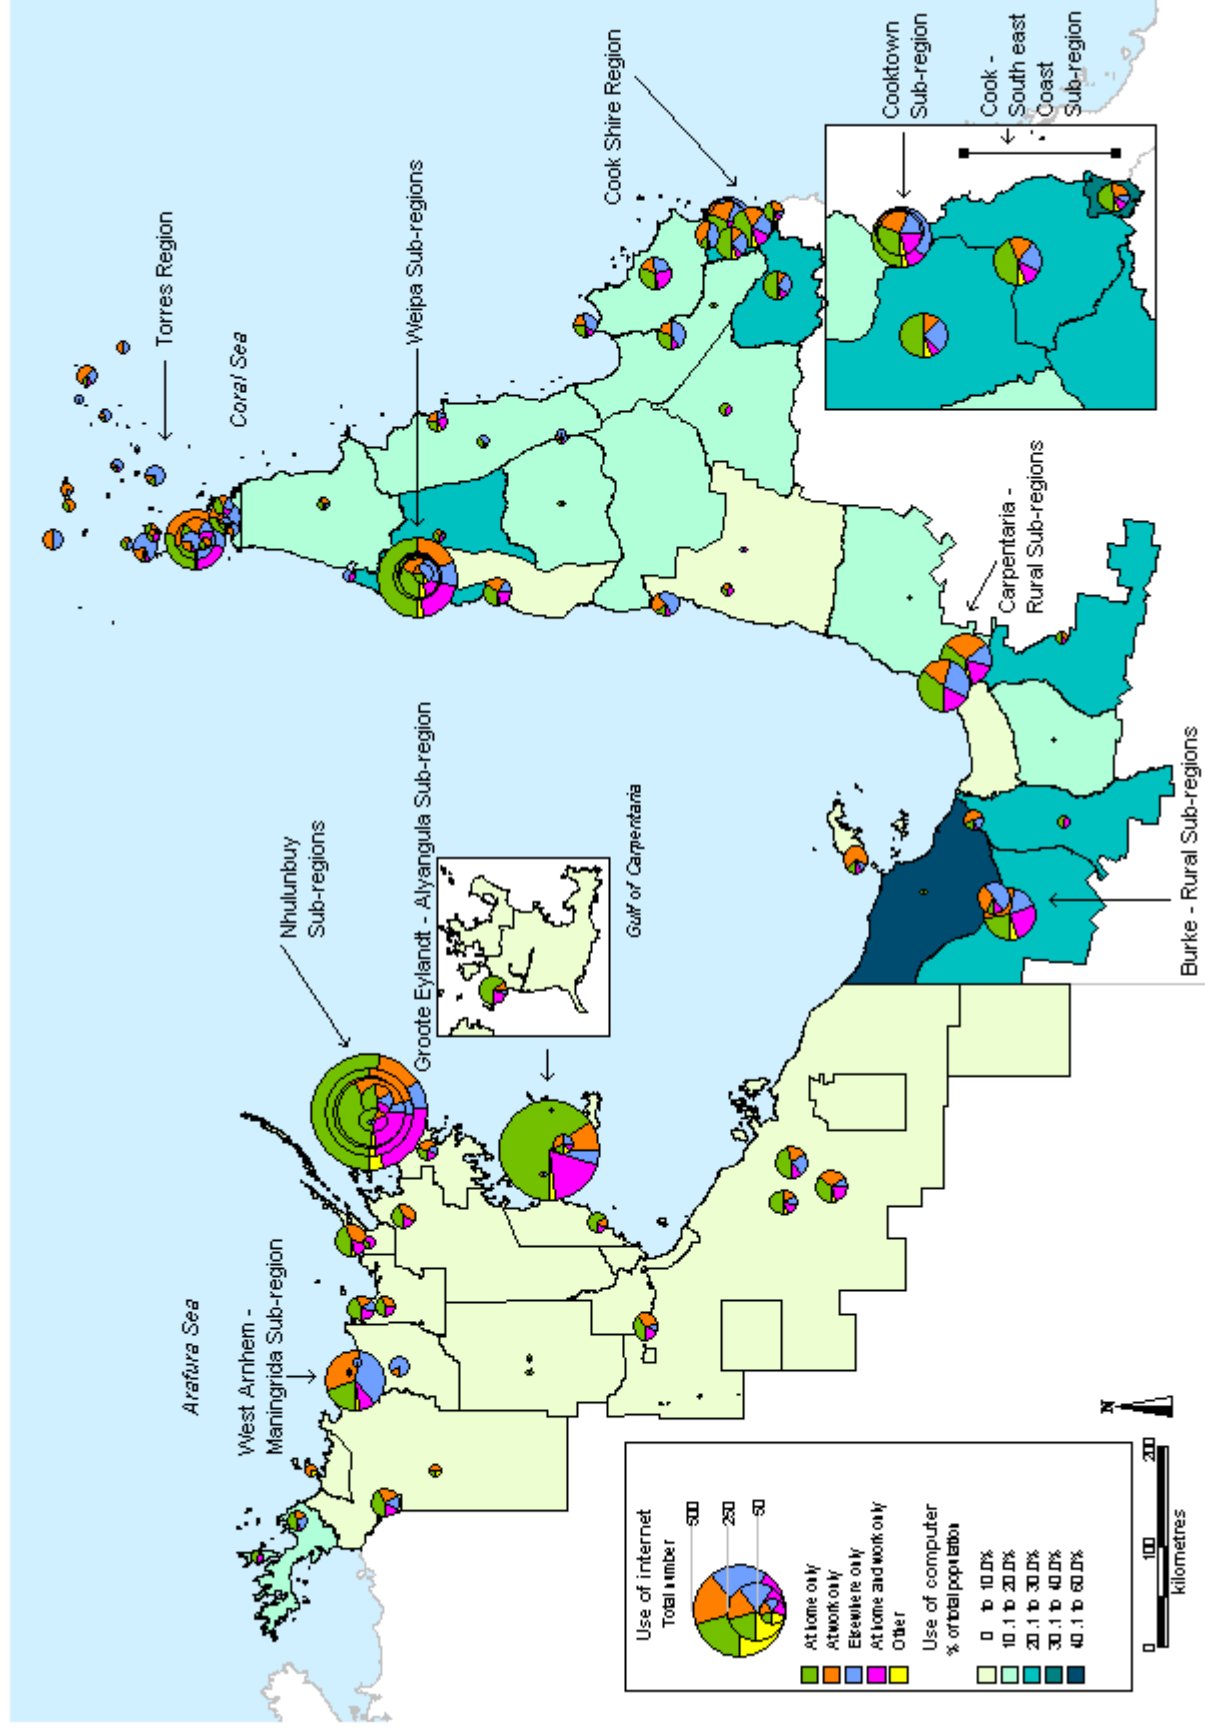 Arafura Sea
West Arnhem -
Maningrida Sub-region
Nhulunbuy
Sub-regions
Groote Eylandt - Alyangula Sub-region
Gulf of Carpentaria
Torres Region
Coral Sea
Weipa Sub-regions
Cook Shire Region
Cooktown
Sub-region
Cook -
South east
Coast
Sub-region
Carpentaria -
Rural Sub-regions
Burke - Rural Sub-regions
Use of internet
Total number
500
250
50
At home only
At work only
Elsewhere only
At home and work only
Other
Use of computer
% of total population
0 to 10.0%
10.1 to 20.0%
20.1 to 30.0%
30.1 to 40.0%
40.1 to 60.0%
N
0 100 200
kilometres